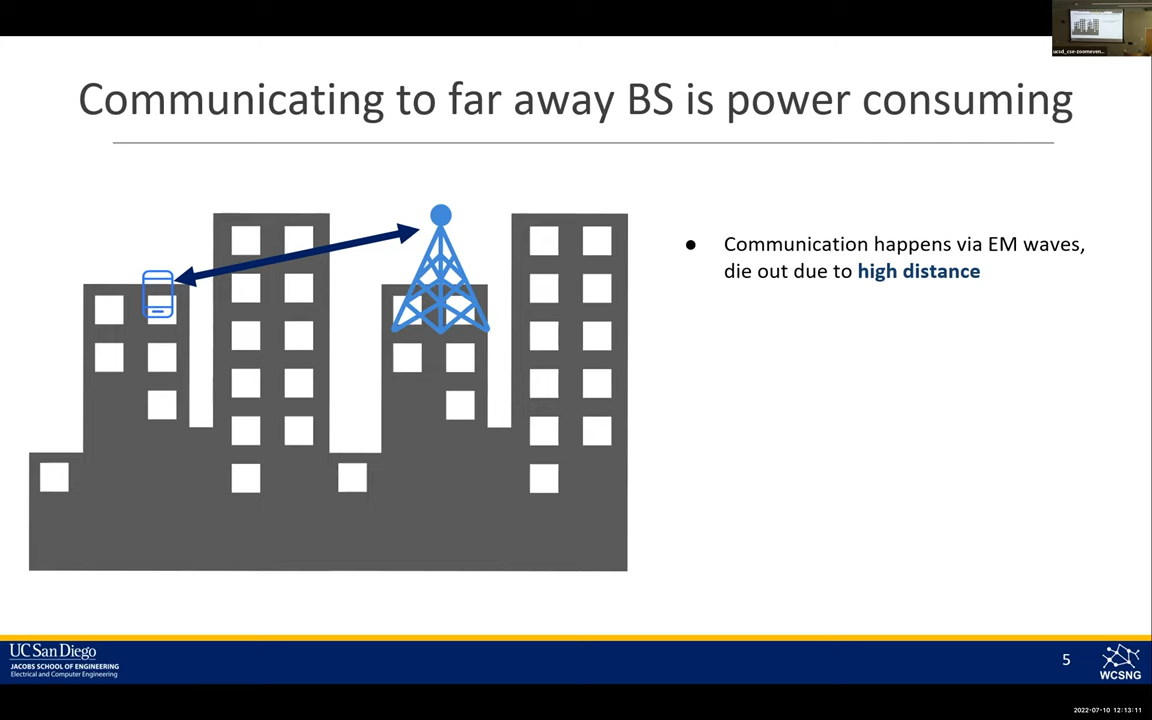 ucsd_cse-zoomeven...
Communicating to far away BS is power consuming
● Communication happens via EM waves,
die out due to high distance
UC San Diego
JACOBS SCHOOL OF ENGINEERING
Electrical and Computer Engineering
5
WCSNG
2022-07-10 12:13:11